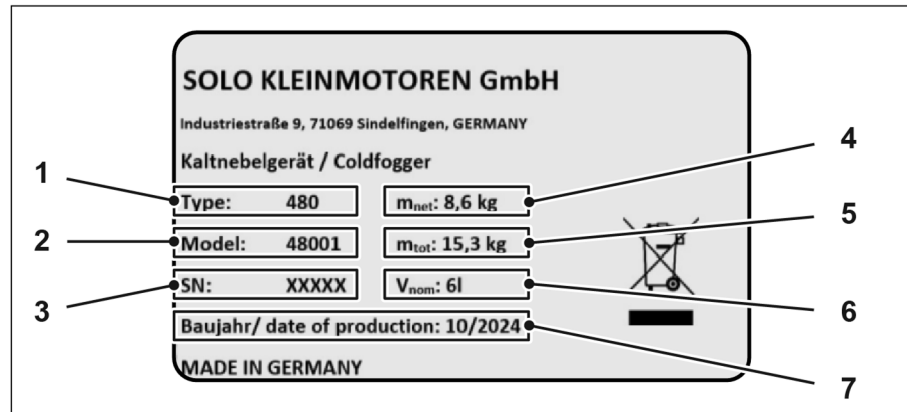 SOLO KLEINMOTOREN GmbH
Industriestraße 9, 71069 Sindelfingen, GERMANY
Kaltnebelgerät / Coldfogger
1 Type: 480 mnet: 8,6 kg 4
2 Model: 48001 mtot: 15,3 kg 5
3 SN: XXXXX Vnom: 6l 6
Baujahr/ date of production: 10/2024 7
MADE IN GERMANY